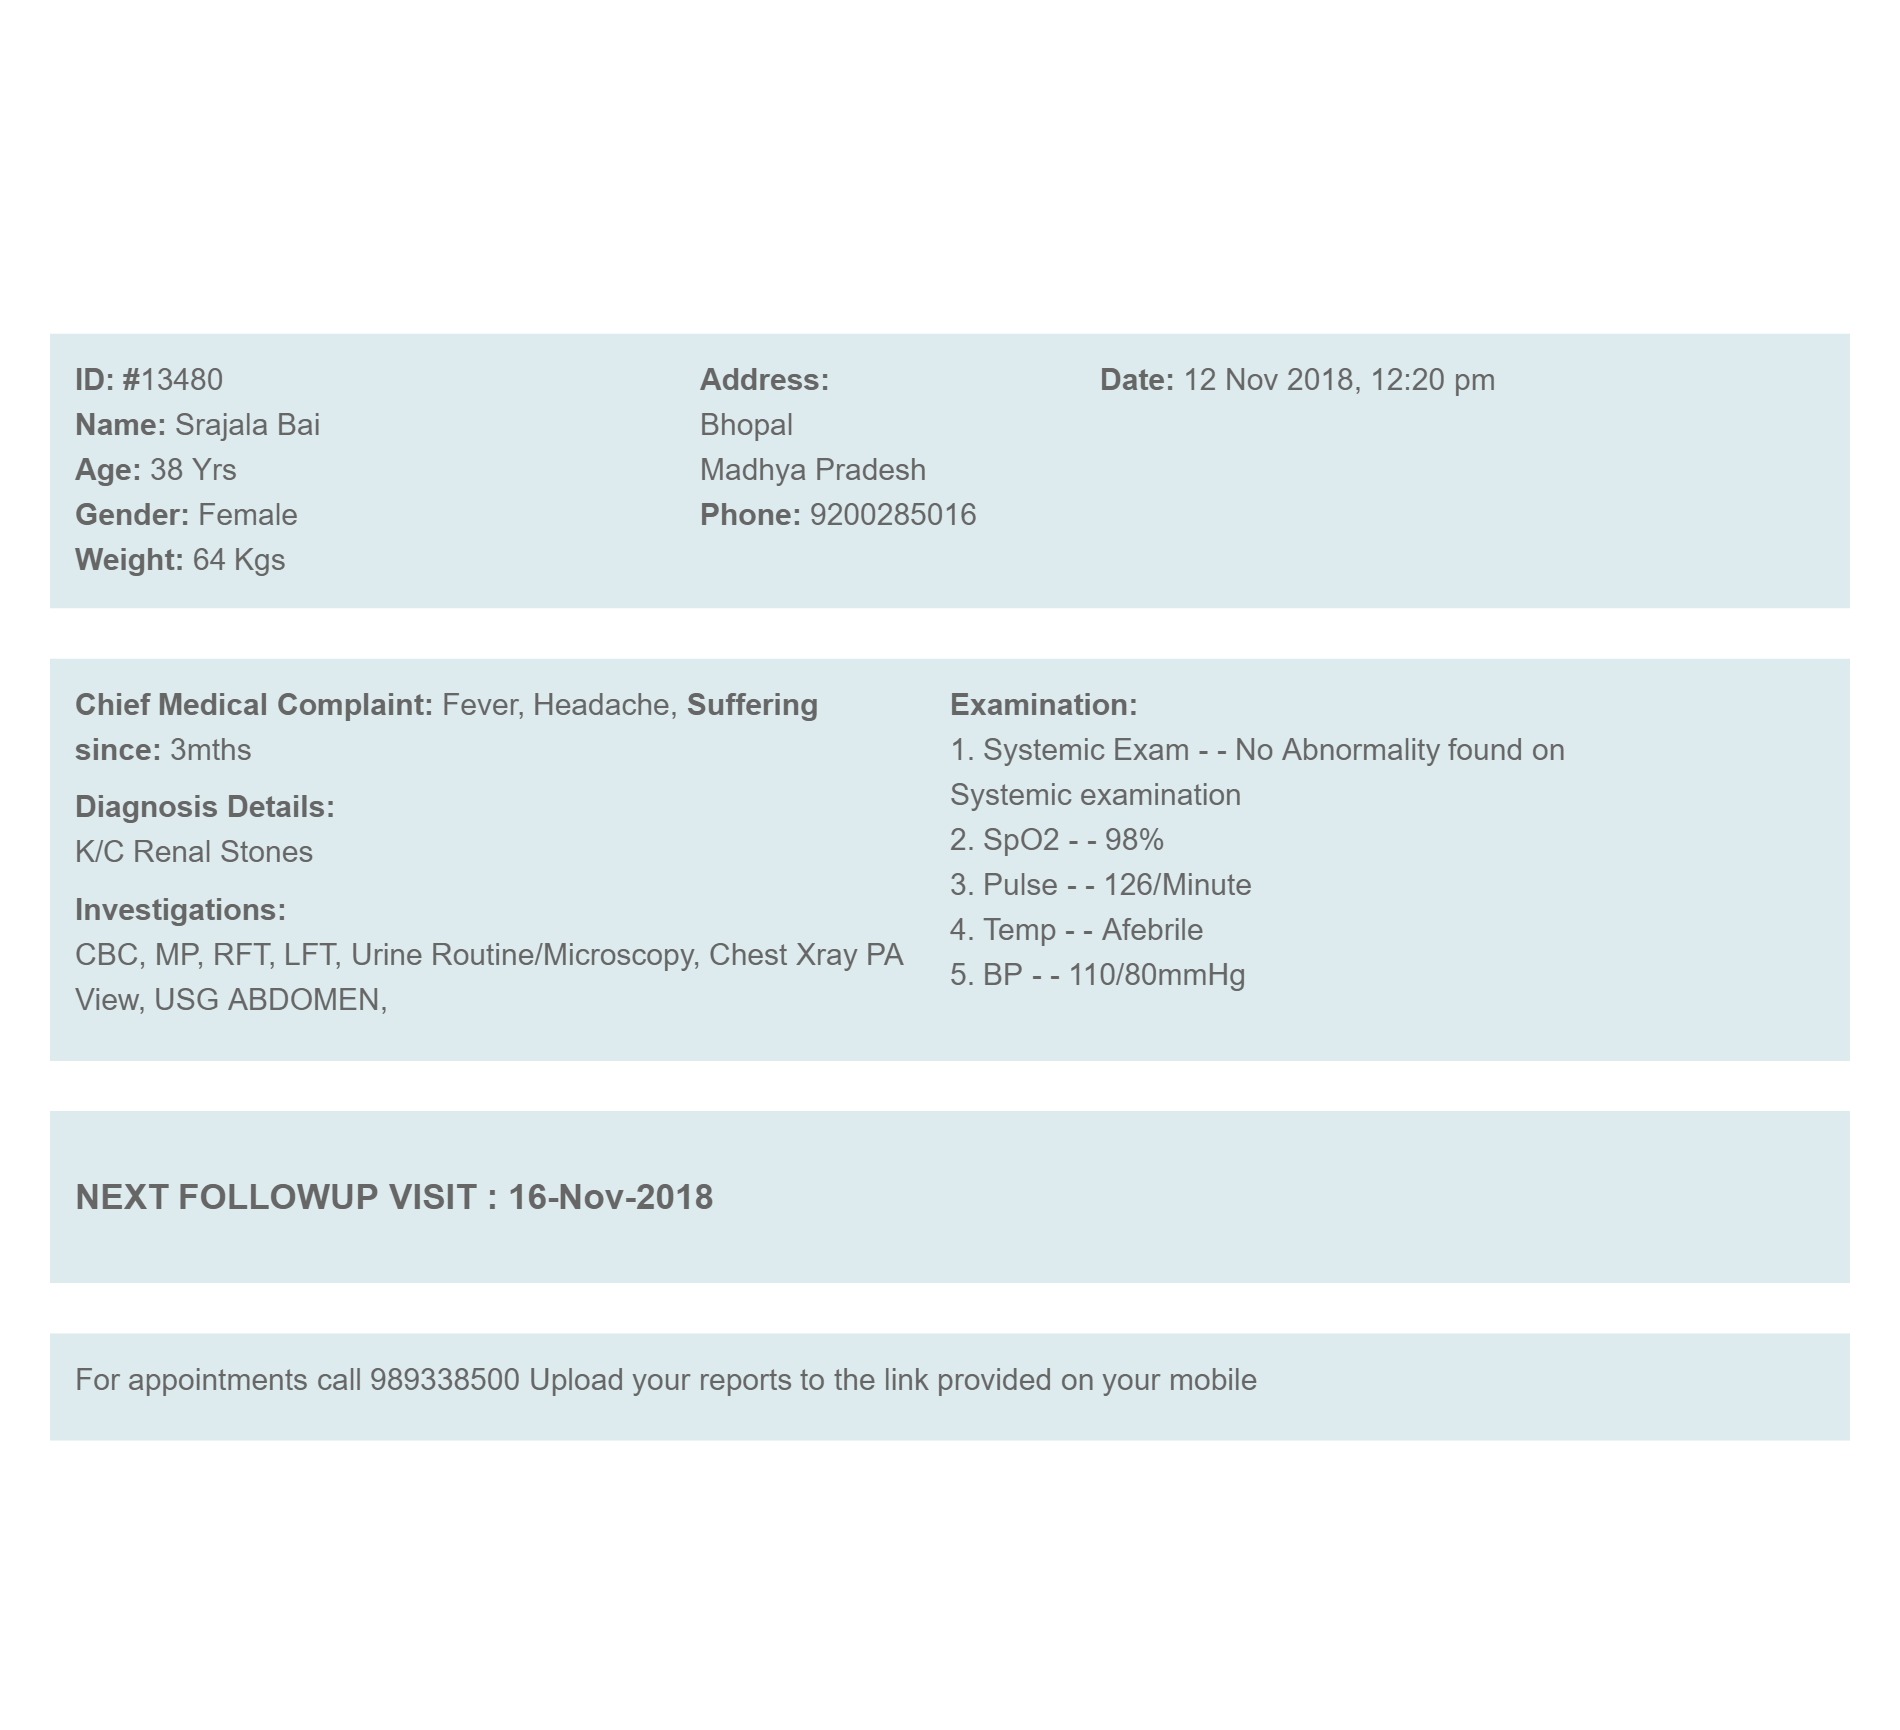 ID: #13480
Name: Srajala Bai
Age: 38 Yrs
Gender: Female
Weight: 64 Kgs
Address:
Bhopal
Madhya Pradesh
Phone: 9200285016
Date: 12 Nov 2018, 12:20 pm
Chief Medical Complaint: Fever, Headache, Suffering
since: 3mths
Diagnosis Details:
K/C Renal Stones
Investigations:
CBC, MP, RFT, LFT, Urine Routine/Microscopy, Chest Xray PA
View, USG ABDOMEN,
Examination:
1. Systemic Exam - - No Abnormality found on
Systemic examination
2. SpO2 - - 98%
3. Pulse - - 126/Minute
4. Temp - - Afebrile
5. BP - - 110/80mmHg
NEXT FOLLOWUP VISIT : 16-Nov-2018
For appointments call 989338500 Upload your reports to the link provided on your mobile